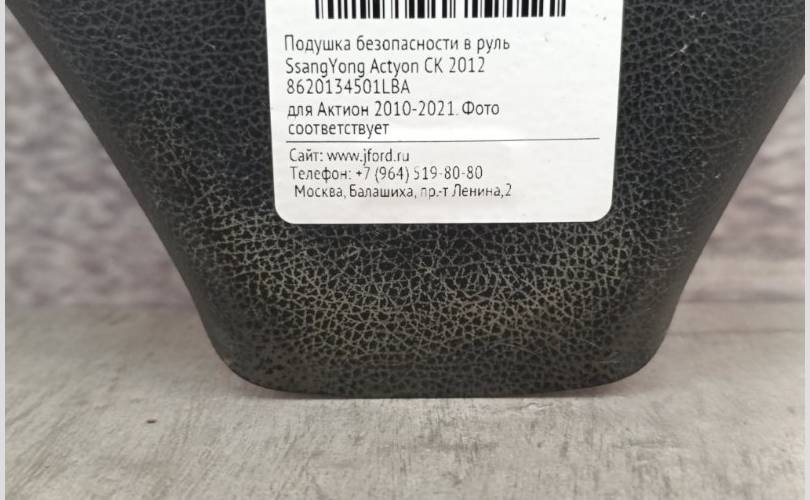 Подушка безопасности в руль
SsangYong Actyon CK 2012
8620134501LBA
для Актион 2010-2021. Фото
соответствует
Сайт: www.jford.ru
Телефон: +7 (964) 519-80-80
Москва, Балашиха, пр.-т Ленина,2